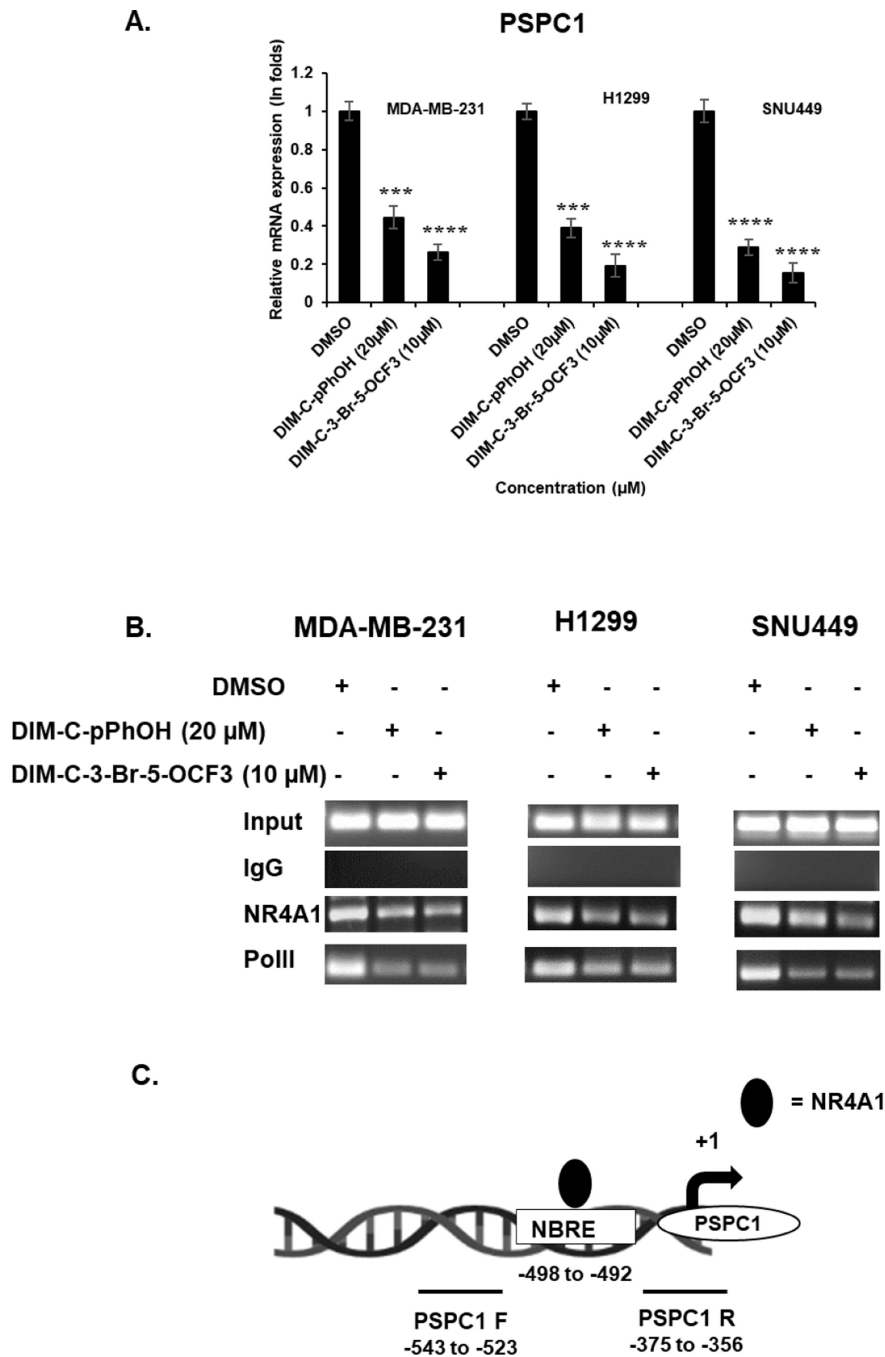 A.
PSPC1
Relative mRNA expression (In folds)
1.2
1
0.8
0.6
0.4
0.2
0
MDA-MB-231
H1299
SNU449
***
****
***
****
****
****
DMSO
DIM-C-pPhOH (20µM)
DIM-C-3-Br-5-OCF3 (10µM)
DMSO
DIM-C-pPhOH (20µM)
DIM-C-3-Br-5-OCF3 (10µM)
DMSO
DIM-C-pPhOH (20µM)
DIM-C-3-Br-5-OCF3 (10µM)
Concentration (µM)
B.
MDA-MB-231 H1299 SNU449
DMSO + - - + - - + - -
DIM-C-pPhOH (20 µM) - + - - + - - + -
DIM-C-3-Br-5-OCF3 (10 µM) - - + - - + - - +
Input
IgG
NR4A1
PolII
C.
= NR4A1
+1
NBRE
PSPC1
-498 to -492
PSPC1 F
-543 to -523
PSPC1 R
-375 to -356